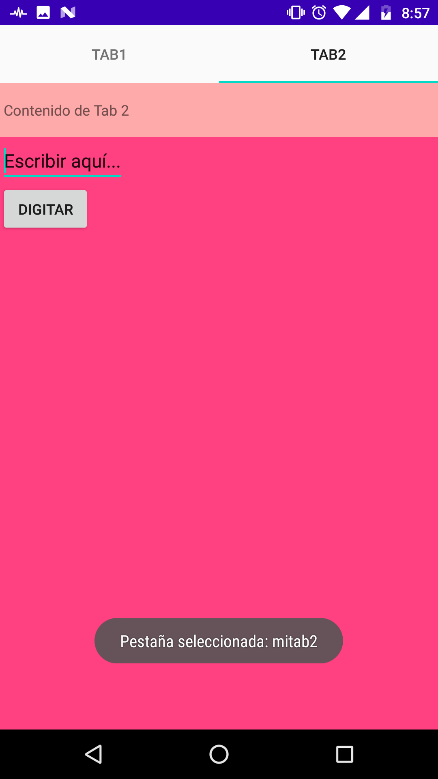 8:57
TAB1
TAB2
Contenido de Tab 2
Escribir aquí...
DIGITAR
Pestaña seleccionada: mitab2